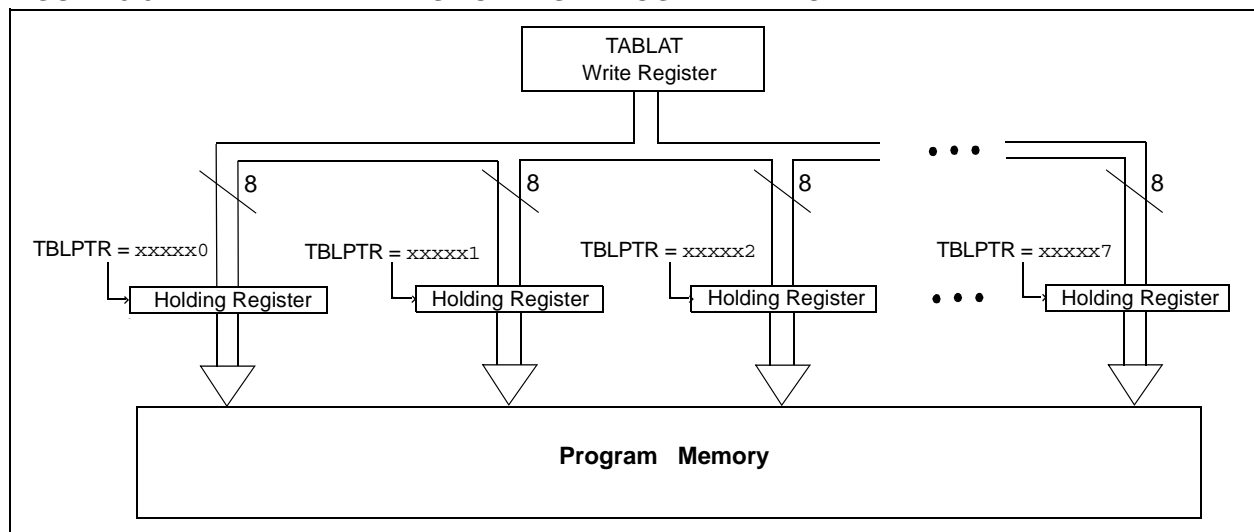 TABLAT
Write Register
8
8
8
8
TBLPTR = xxxxx0
TBLPTR = xxxxx1
TBLPTR = xxxxx2
TBLPTR = xxxxx7
Holding Register
Holding Register
Holding Register
Holding Register
Program Memory